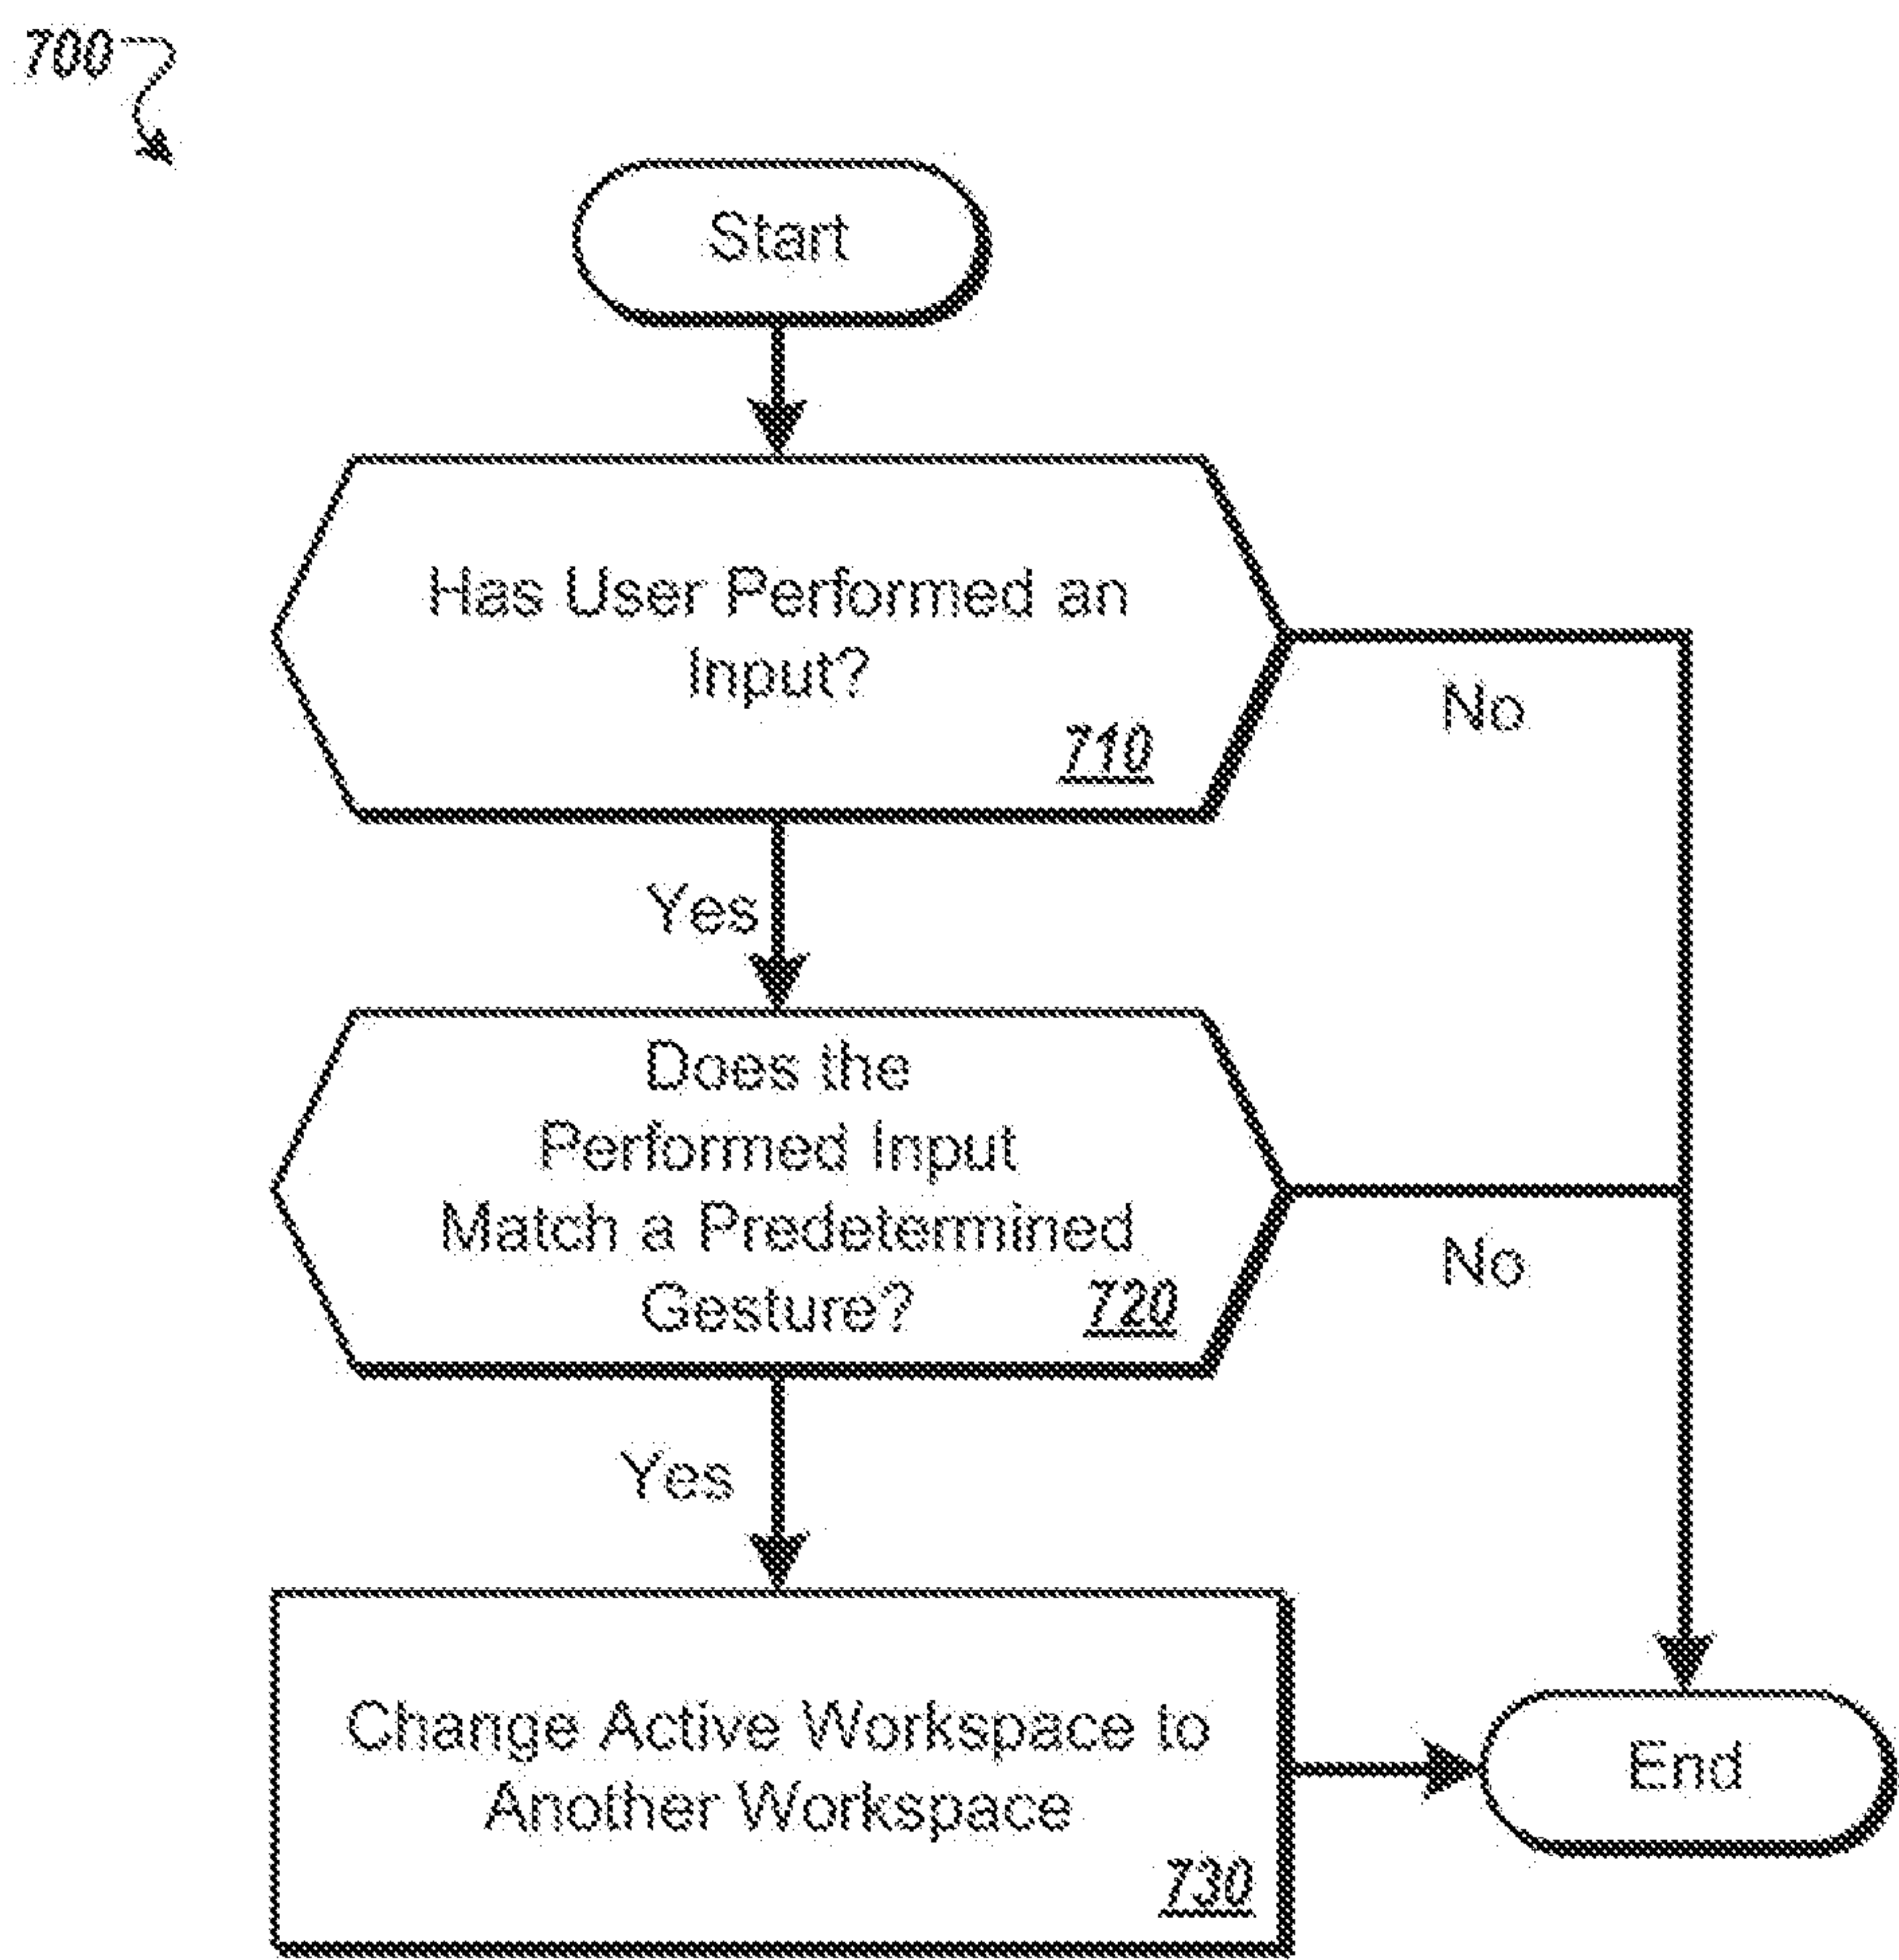 700
Start
Has User Performed an
Input?
710
No
Yes
Does the
Performed Input
Match a Predetermined
Gesture?
720
No
Yes
Change Active Workspace to
Another Workspace
730
End